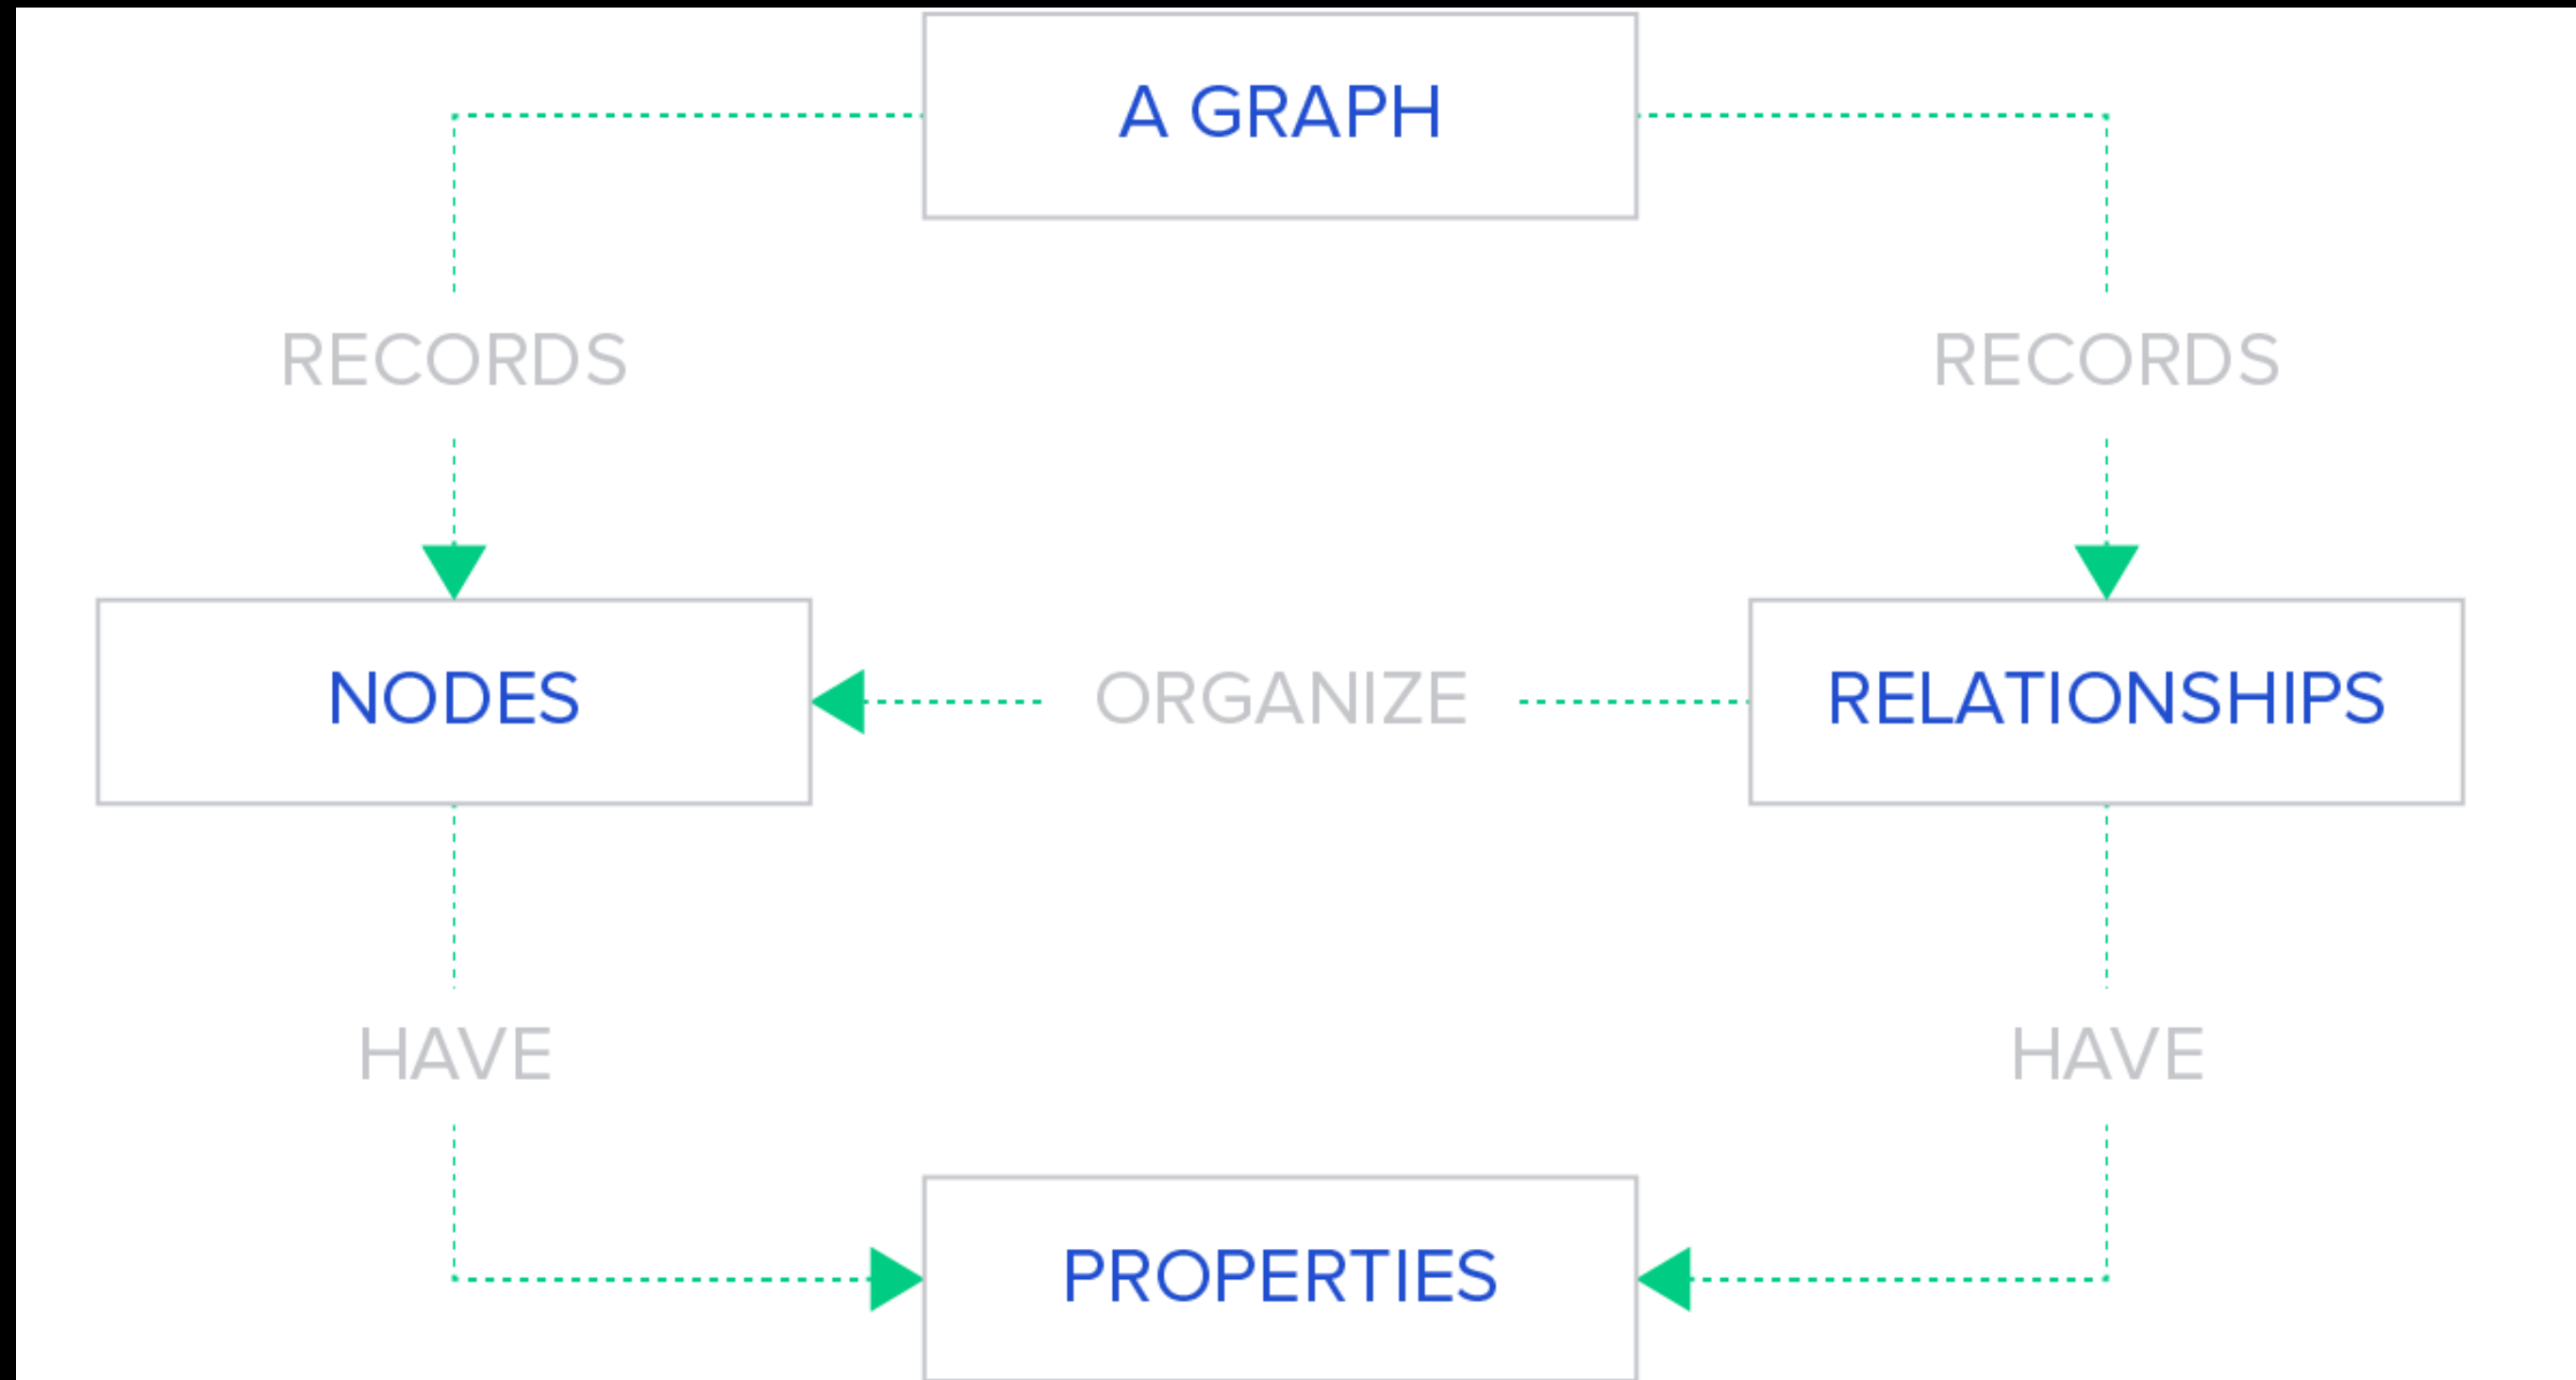 A GRAPH
RECORDS
RECORDS
NODES
ORGANIZE
RELATIONSHIPS
HAVE
HAVE
PROPERTIES